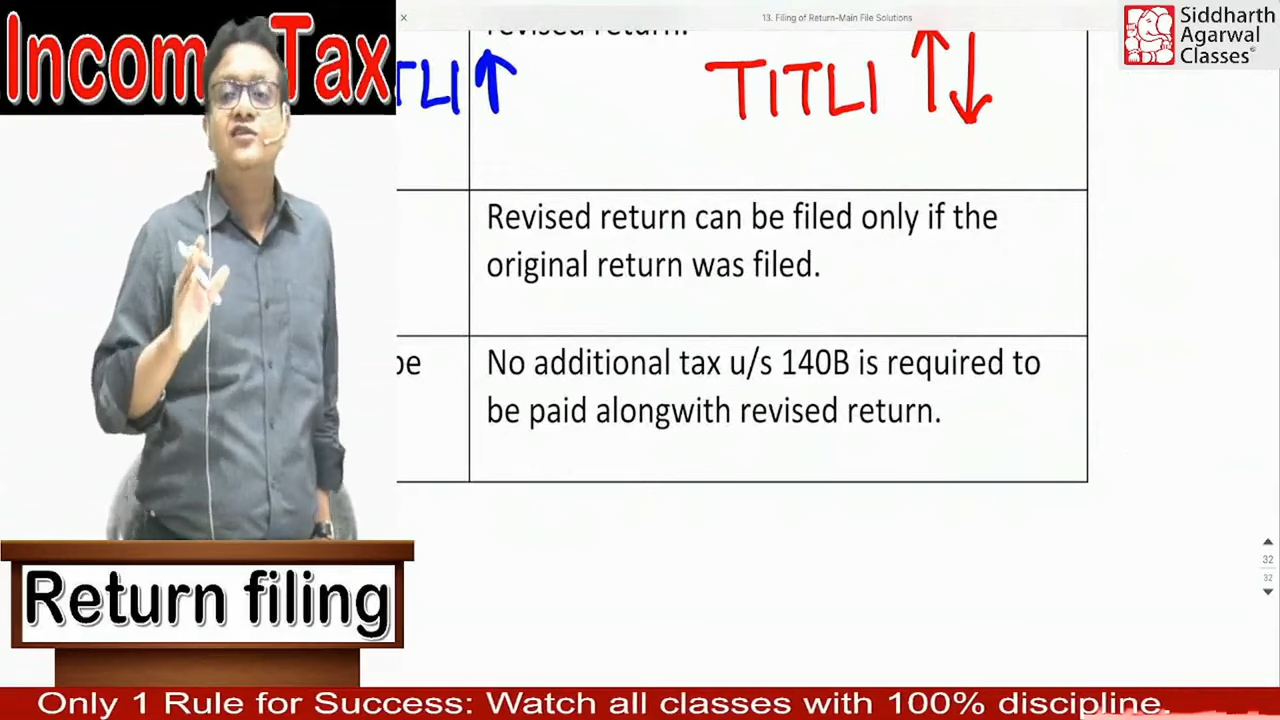 Income Tax
13. Filing of Return-Main File Solutions
Siddharth
Agarwal
Classes
revised return.
TLI ↑
TITLI ↑↓
Revised return can be filed only if the
original return was filed.
be
No additional tax u/s 140B is required to
be paid alongwith revised return.
32
32
Return filing
Only 1 Rule for Success: Watch all classes with 100% discipline.